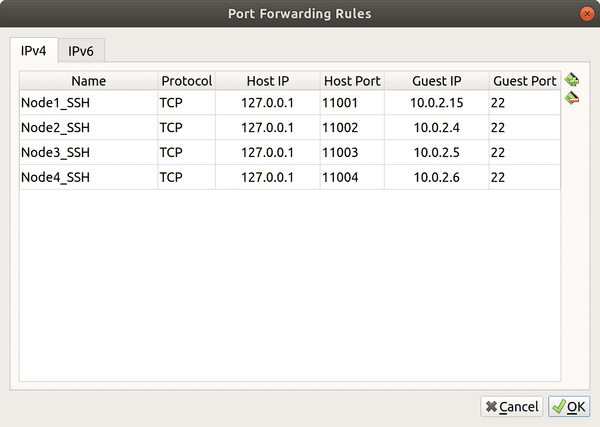 Port Forwarding Rules
IPv4 IPv6
Name Protocol Host IP Host Port Guest IP Guest Port
Node1_SSH TCP 127.0.0.1 11001 10.0.2.15 22
Node2_SSH TCP 127.0.0.1 11002 10.0.2.4 22
Node3_SSH TCP 127.0.0.1 11003 10.0.2.5 22
Node4_SSH TCP 127.0.0.1 11004 10.0.2.6 22
Cancel OK